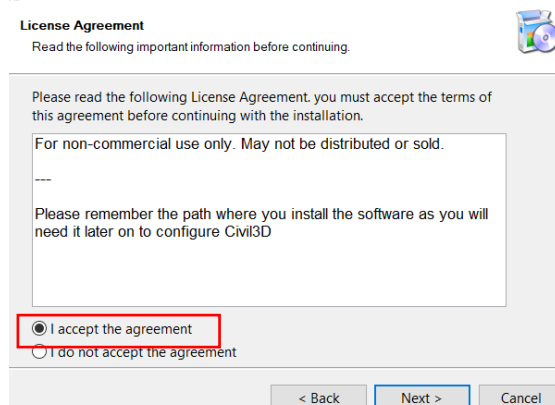 License Agreement
Read the following important information before continuing.
Please read the following License Agreement. you must accept the terms of
this agreement before continuing with the installation.
For non-commercial use only. May not be distributed or sold.
---
Please remember the path where you install the software as you will
need it later on to configure Civil3D
I accept the agreement
I do not accept the agreement
< Back
Next >
Cancel